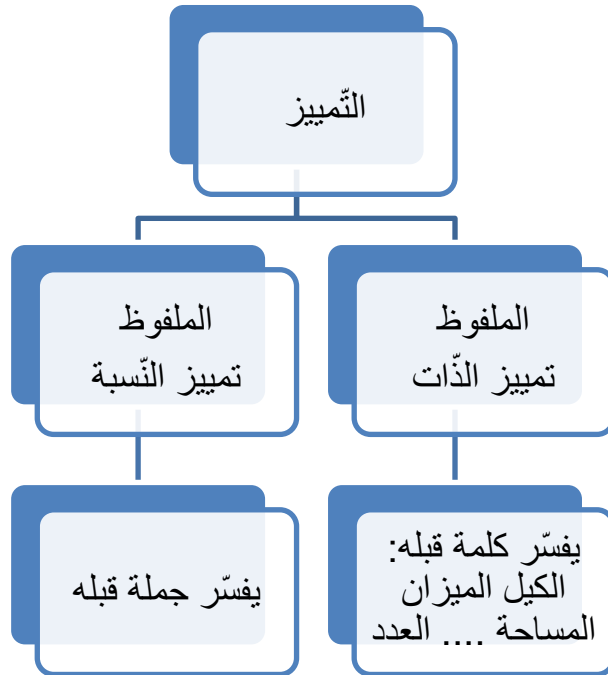 التّمييز
الملفوظ
تمييز الذّات
الملفوظ
تمييز النّسبة
يفسّر كلمة قبله:
الكيل الميزان
المساحة .... العدد
يفسّر جملة قبله